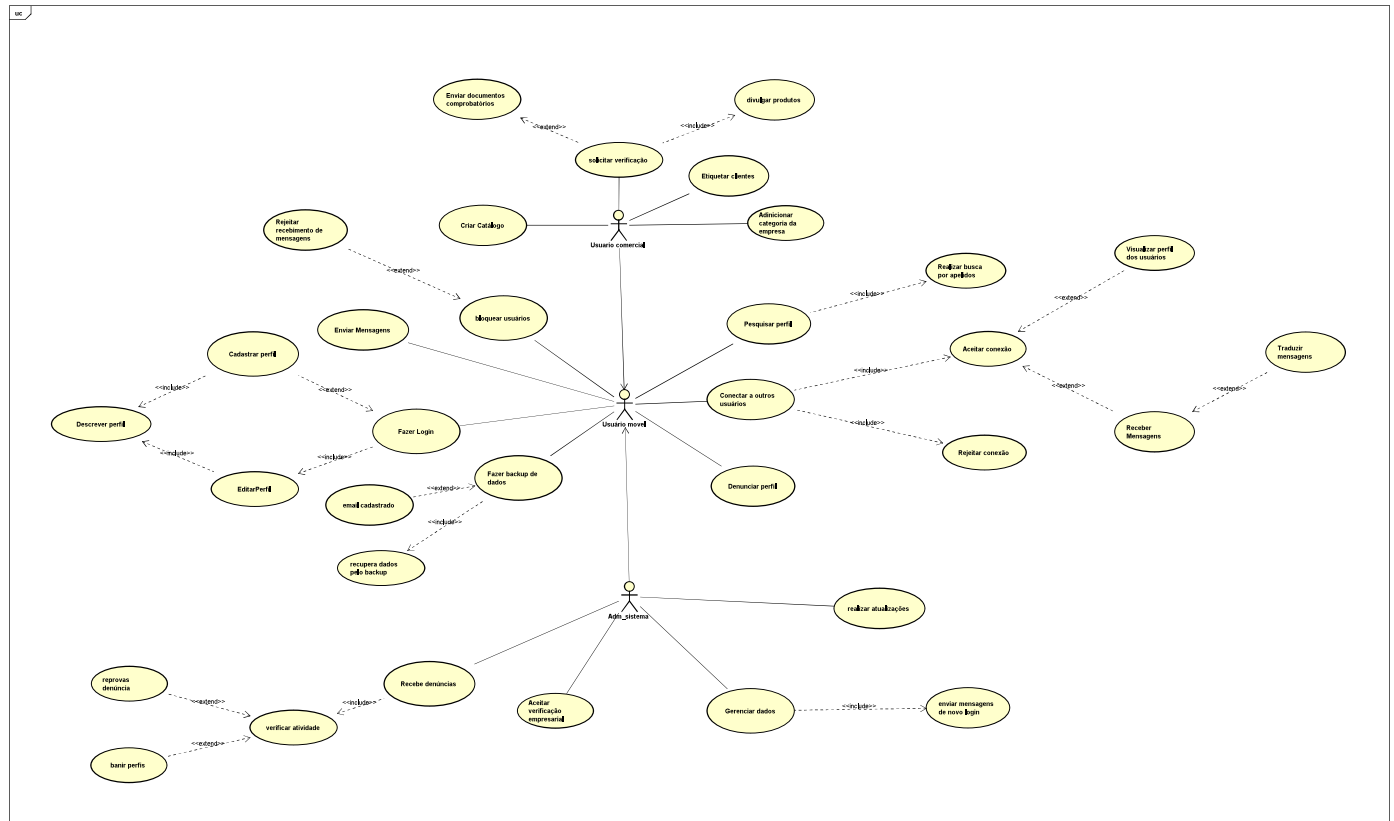 uc
Enviar documentos
comprobatórios
divulgar produtos
<<extend>>
<<include>>
solicitar verificação
Etiquetar clientes
Criar Catálogo
Adinicionar
categoria da
empresa
Usuario comercial
Rejeitar
recebimento de
mensagens
<<extend>>
Visualizar perfil
dos usuários
Realizar busca
por apelidos
<<include>>
<<extend>>
bloquear usuários
Pesquisar perfil
Enviar Mensagens
Cadastrar perfil
Aceitar conexão
Traduzir
mensagens
<<include>>
<<extend>>
<<include>>
<<extend>>
<<extend>>
Conectar a outros
usuários
Descrever perfil
Usuário movel
Fazer Login
<<include>>
Receber
Mensagens
<<include>>
<<include>>
Rejeitar conexão
EditarPerfil
Fazer backup de
dados
<<extend>>
email cadastrado
Denunciar perfil
<<include>>
recupera dados
pelo backup
Adm_sistema
realizar atualizações
Recebe denúncias
reprovas
denúncia
<<extend>>
<<include>>
Aceitar
verificação
empresarial
Gerenciar dados
<<include>>
enviar mensagens
de novo login
verificar atividade
<<extend>>
banir perfis